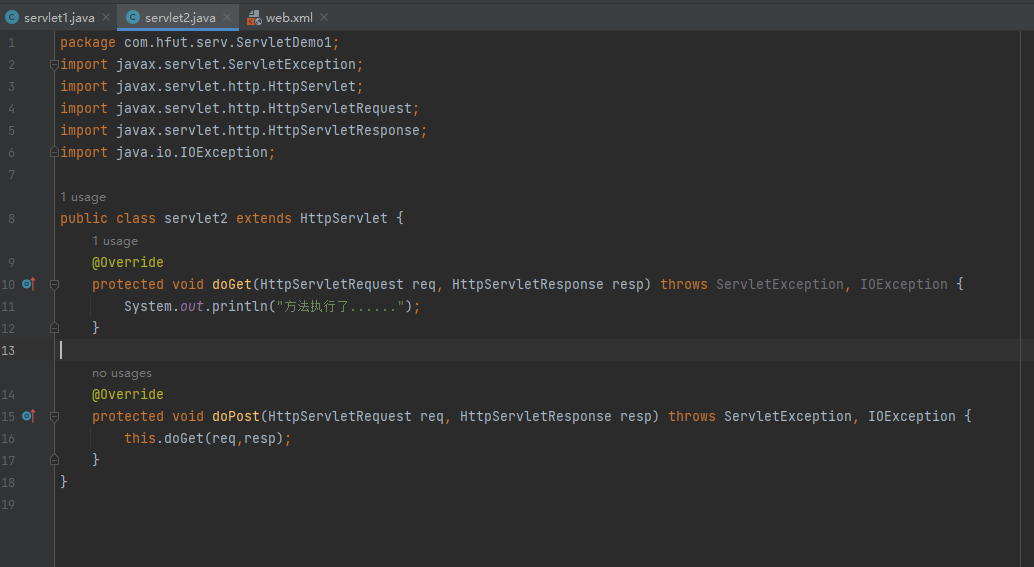 servlet1.java servlet2.java web.xml
1 package com.hfut.serv.ServletDemo1;
2 import javax.servlet.ServletException;
3 import javax.servlet.http.HttpServlet;
4 import javax.servlet.http.HttpServletRequest;
5 import javax.servlet.http.HttpServletResponse;
6 import java.io.IOException;
7
1 usage
8 public class servlet2 extends HttpServlet {
1 usage
9 @Override
10 protected void doGet(HttpServletRequest req, HttpServletResponse resp) throws ServletException, IOException {
11 System.out.println("方法执行了......");
12 }
13
no usages
14 @Override
15 protected void doPost(HttpServletRequest req, HttpServletResponse resp) throws ServletException, IOException {
16 this.doGet(req,resp);
17 }
18 }
19